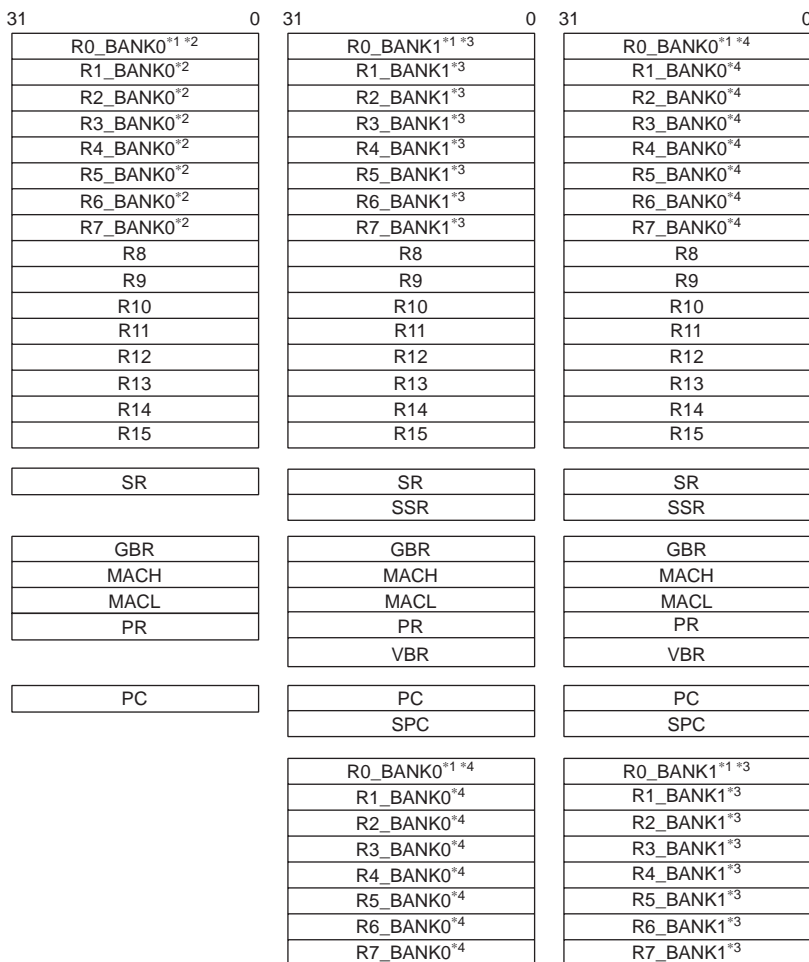 31 0 31 0 31 0
R0_BANK0*1 *2 R0_BANK1*1 *3 R0_BANK0*1 *4
R1_BANK0*2 R1_BANK1*3 R1_BANK0*4
R2_BANK0*2 R2_BANK1*3 R2_BANK0*4
R3_BANK0*2 R3_BANK1*3 R3_BANK0*4
R4_BANK0*2 R4_BANK1*3 R4_BANK0*4
R5_BANK0*2 R5_BANK1*3 R5_BANK0*4
R6_BANK0*2 R6_BANK1*3 R6_BANK0*4
R7_BANK0*2 R7_BANK1*3 R7_BANK0*4
R8 R8 R8
R9 R9 R9
R10 R10 R10
R11 R11 R11
R12 R12 R12
R13 R13 R13
R14 R14 R14
R15 R15 R15
SR SR SR
SSR SSR
GBR GBR GBR
MACH MACH MACH
MACL MACL MACL
PR PR PR
VBR VBR
PC PC PC
SPC SPC
R0_BANK0*1 *4 R0_BANK1*1 *3
R1_BANK0*4 R1_BANK1*3
R2_BANK0*4 R2_BANK1*3
R3_BANK0*4 R3_BANK1*3
R4_BANK0*4 R4_BANK1*3
R5_BANK0*4 R5_BANK1*3
R6_BANK0*4 R6_BANK1*3
R7_BANK0*4 R7_BANK1*3